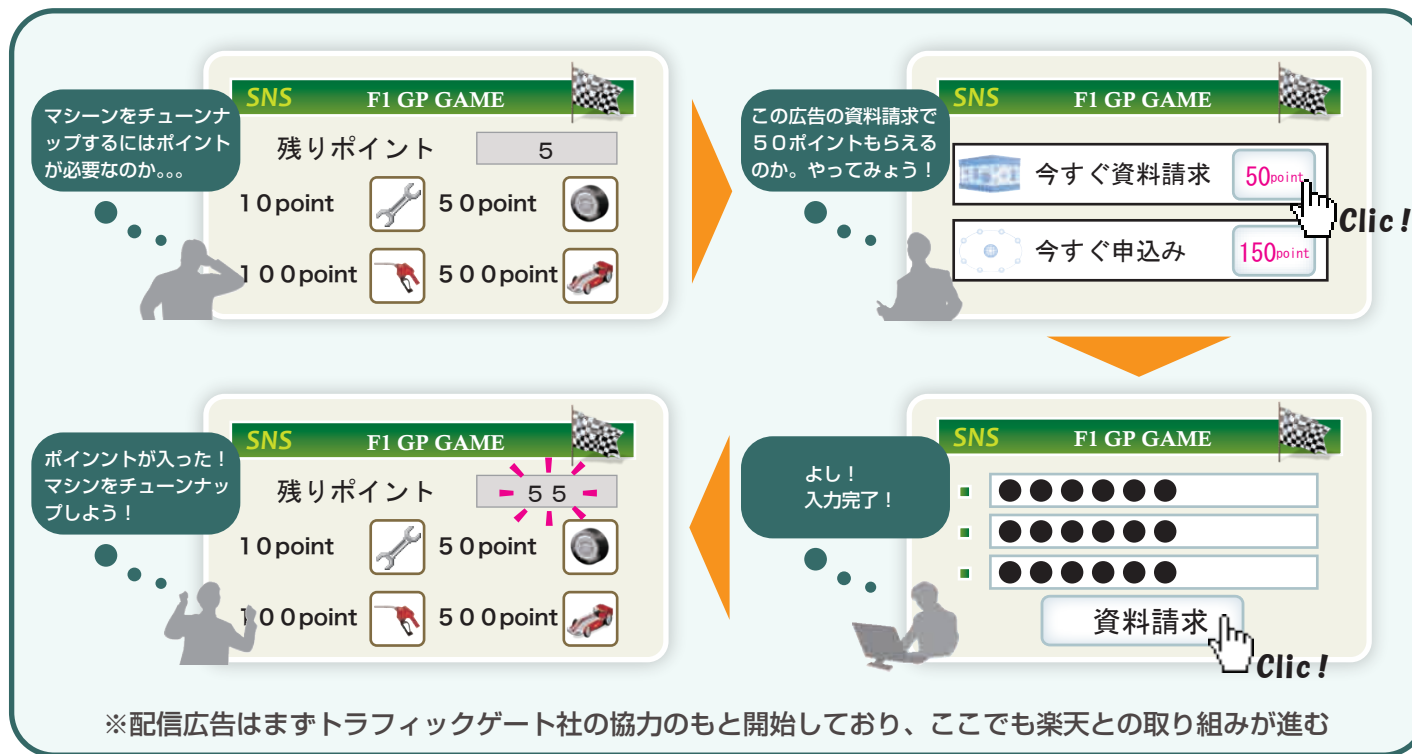 マシーンをチューンナ
ップするにはポイント
が必要なのか｡｡｡
SNS F1 GP GAME
残りポイント 5
10point 50point
100point 500point
この広告の資料請求で
50ポイントもらえる
のか。やってみょう！
SNS F1 GP GAME
今すぐ資料請求 50point
Clic!
今すぐ申込み 150point
よし！
入力完了！
SNS F1 GP GAME
●●●●●●
●●●●●●
●●●●●●
資料請求
Clic!
ポインントが入った！
マシンをチューンナッ
プしよう！
SNS F1 GP GAME
残りポイント 55
10point 50point
100point 500point
※配信広告はまずトラフィックゲート社の協力のもと開始しており、ここでも楽天との取り組みが進む